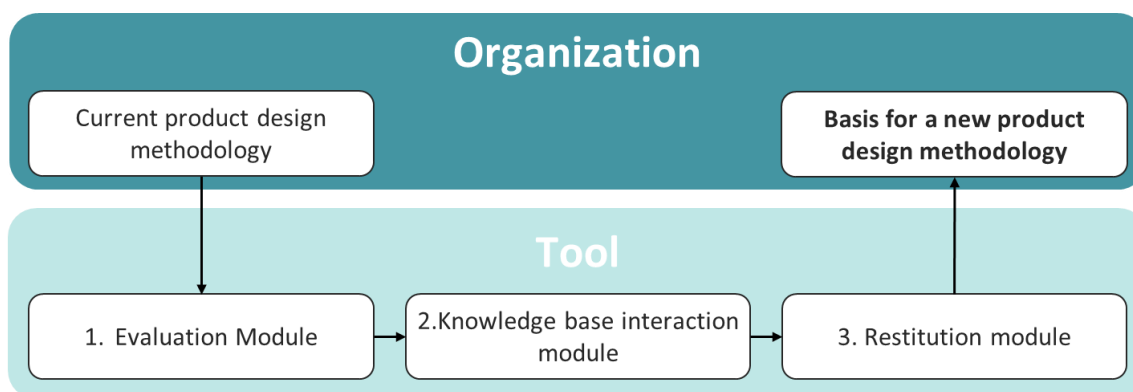 Organization
Current product design
methodology
Basis for a new product
design methodology
Tool
1. Evaluation Module
2.Knowledge base interaction
module
3. Restitution module